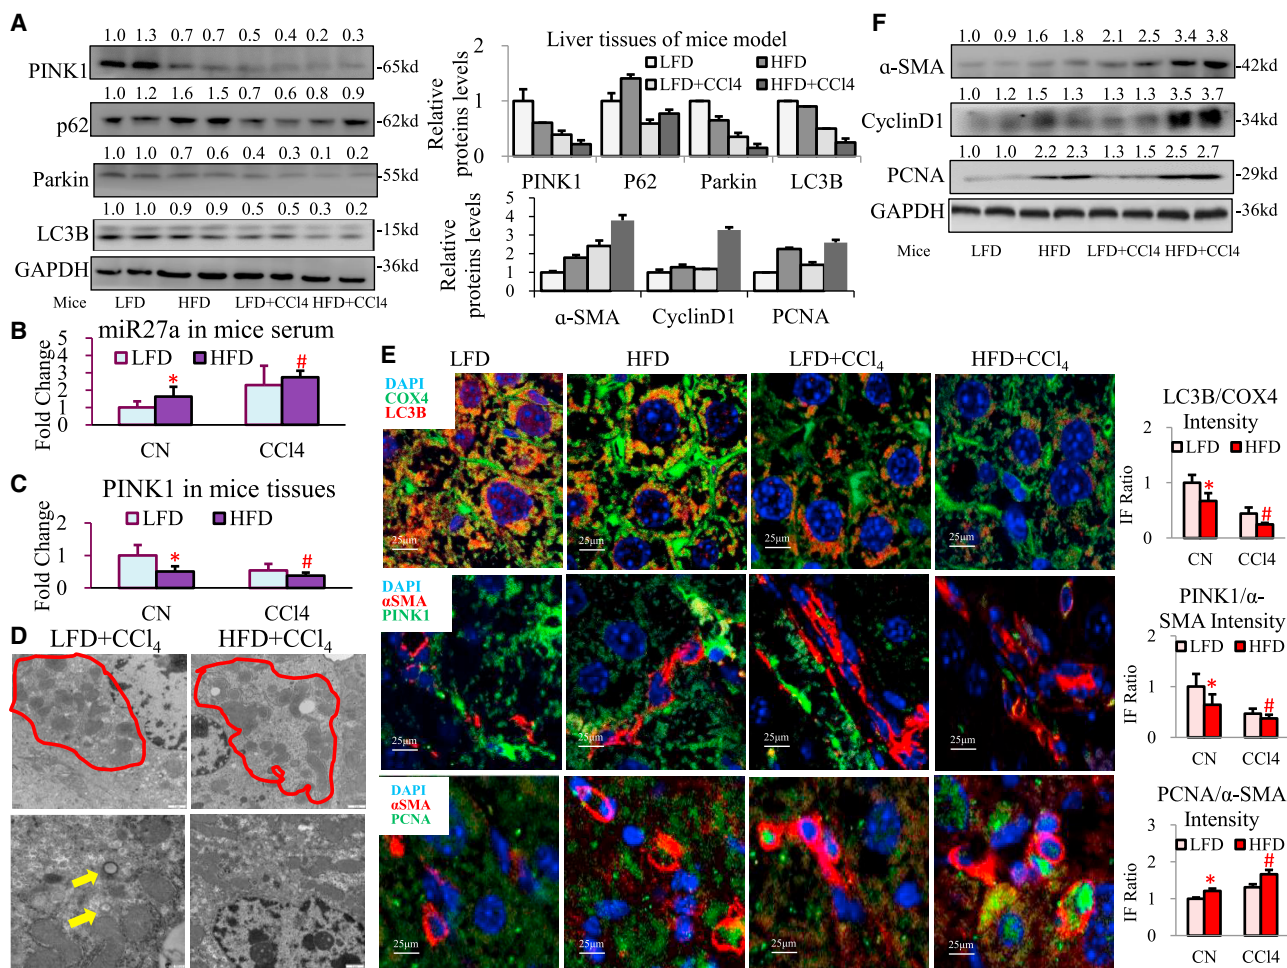 A
1.0 1.3 0.7 0.7 0.5 0.4 0.2 0.3
PINK1
-65kd
1.0 1.2 1.6 1.5 0.7 0.6 0.8 0.9
p62
-62kd
1.0 1.0 0.7 0.6 0.4 0.3 0.1 0.2
Parkin
-55kd
1.0 1.0 0.9 0.9 0.5 0.5 0.3 0.2
LC3B
-15kd
GAPDH
-36kd
Mice LFD HFD LFD+CCl4 HFD+CCl4
Liver tissues of mice model
LFD HFD
LFD+CCl4 HFD+CCl4
Relative
proteins levels
2
1
0
PINK1 P62 Parkin LC3B
Relative
proteins levels
5
4
3
2
1
0
α-SMA CyclinD1 PCNA
F
1.0 0.9 1.6 1.8 2.1 2.5 3.4 3.8
α-SMA
-42kd
1.0 1.2 1.5 1.3 1.3 1.3 3.5 3.7
CyclinD1
-34kd
1.0 1.0 2.2 2.3 1.3 1.5 2.5 2.7
PCNA
-29kd
GAPDH
-36kd
Mice LFD HFD LFD+CCl4 HFD+CCl4
B
miR27a in mice serum
LFD HFD
Fold Change
5
4
3
2
1
0
* #
CN CCl4
C
PINK1 in mice tissues
LFD HFD
Fold Change
2
1
0
* #
CN CCl4
D
LFD+CCl4 HFD+CCl4
E
LFD HFD LFD+CCl4 HFD+CCl4
DAPI
COX4
LC3B
25μm 25μm 25μm 25μm
LC3B/COX4
Intensity
LFD HFD
IF Ratio
2
1
0
* #
CN CCl4
DAPI
αSMA
PINK1
25μm 25μm 25μm 25μm
PINK1/α-
SMA Intensity
LFD HFD
IF Ratio
2
1
0
* #
CN CCl4
DAPI
αSMA
PCNA
25μm 25μm 25μm 25μm
PCNA/α-SMA
Intensity
LFD HFD
IF Ratio
3
2
1
0
* #
CN CCl4